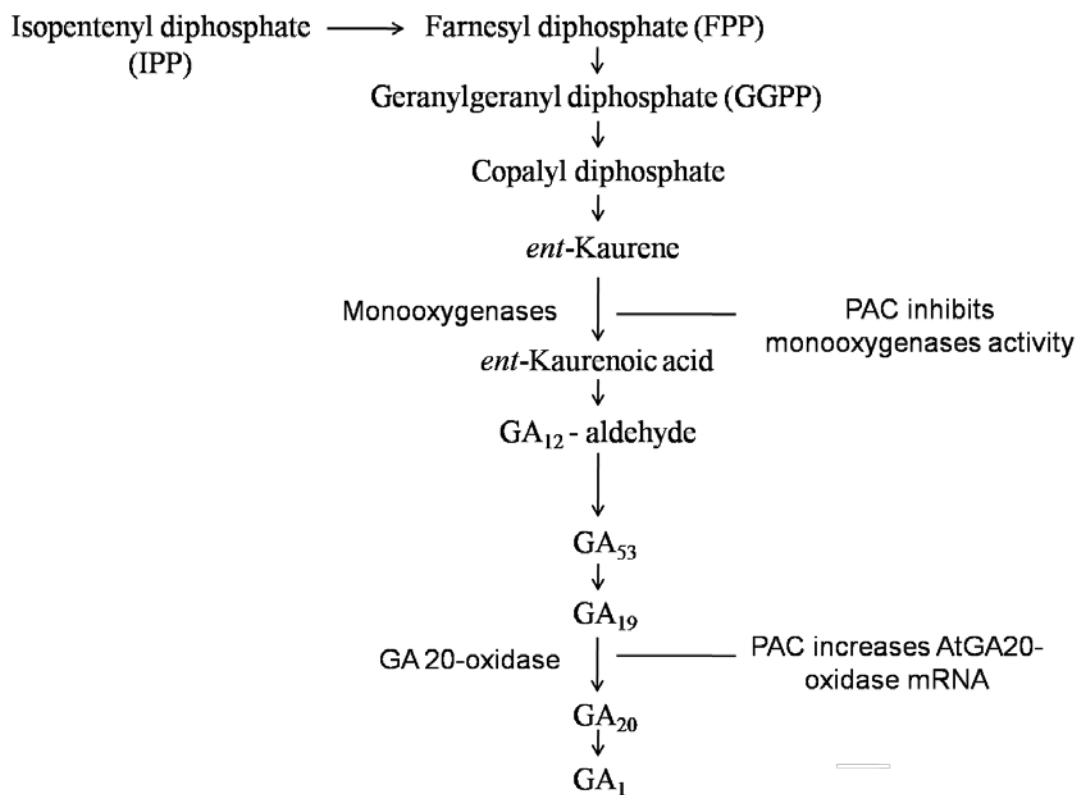 Isopentenyl diphosphate
(IPP)
Farnesyl diphosphate (FPP)
Geranylgeranyl diphosphate (GGPP)
Copalyl diphosphate
ent-Kaurene
Monooxygenases
PAC inhibits
monooxygenases activity
ent-Kaurenoic acid
GA12 - aldehyde
GA53
GA19
GA 20-oxidase
PAC increases AtGA20-
oxidase mRNA
GA20
GA1